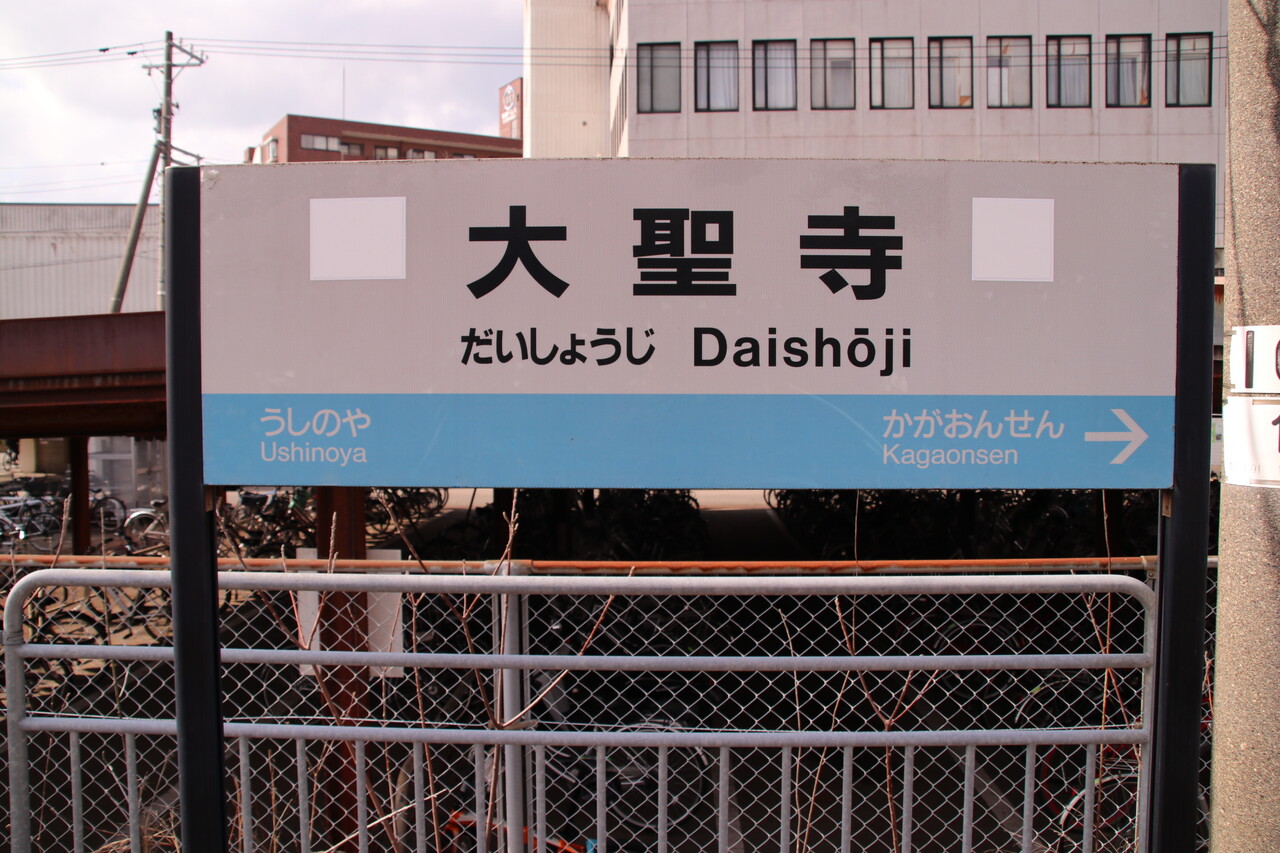 大聖寺
だいしょうじ Daishōji
うしのや
Ushinoya
かがおんせん →
Kagaonsen